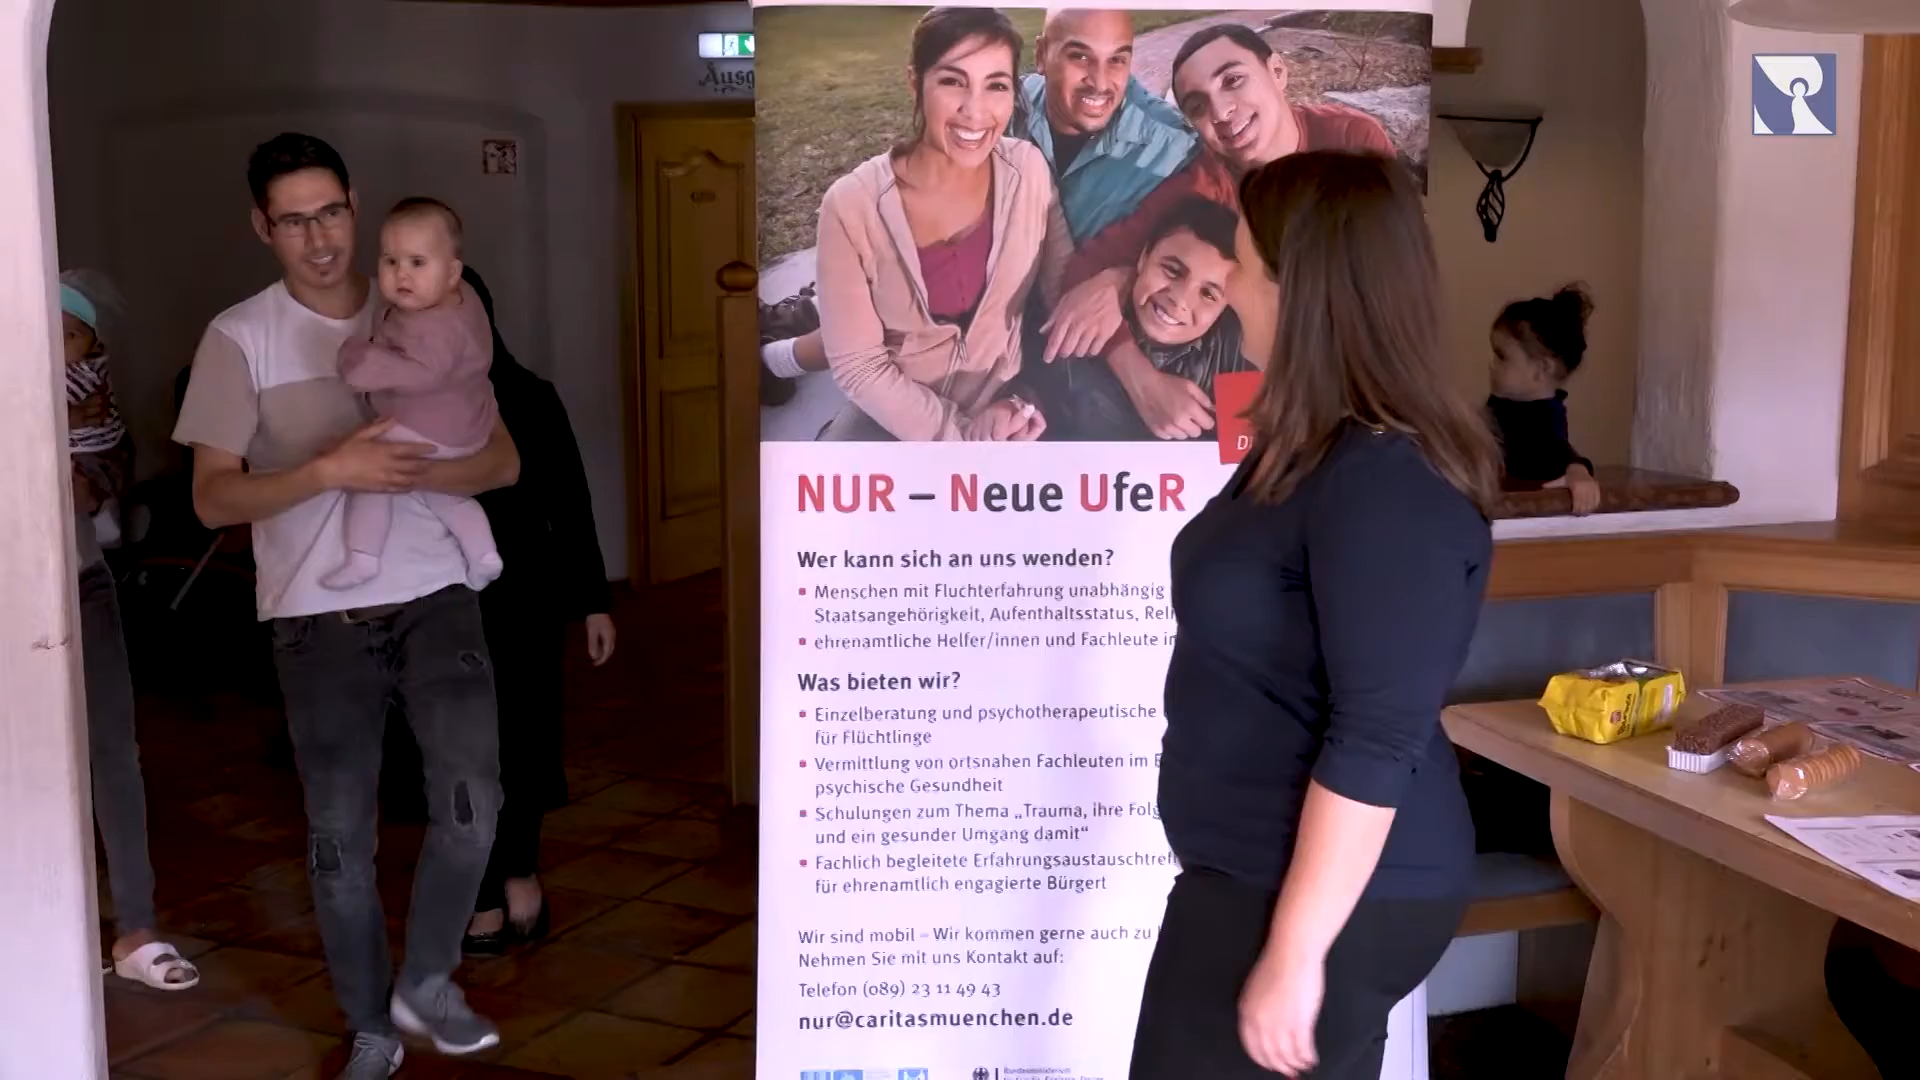 NUR – Neue UfeR
Wer kann sich an uns wenden?
Menschen mit Fluchterfahrung unabhängig
Staatsangehörigkeit, Aufenthaltsstatus,
ehrenamtliche Helfer/innen und Fachleute
Was bieten wir?
Einzelberatung und psychotherapeutische
für Flüchtlinge
Vermittlung von ortsnahen Fachleuten im
psychische Gesundheit
Schulungen zum Thema „Trauma, ihre
und ein gesunder Umgang damit“
Fachlich begleitete
für ehrenamtlich engagierte Bürgert
Wir sind mobil – Wir kommen gerne auch zu
Nehmen Sie mit uns Kontakt auf:
Telefon (089) 23 11 49 43
nur@caritasmuenchen.de